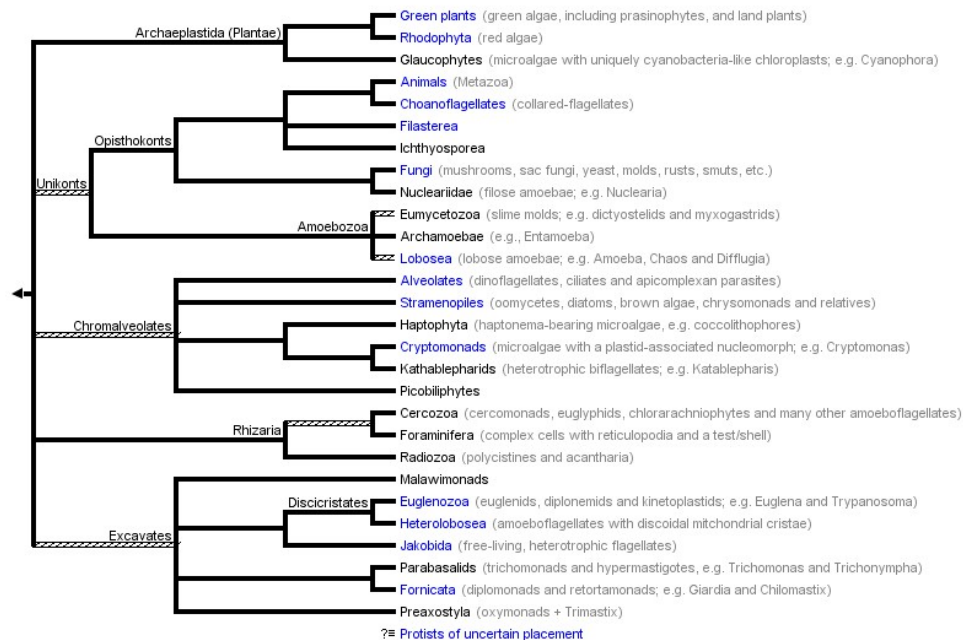 Green plants (green algae, including prasinophytes, and land plants)
Archaeplastida (Plantae)
Rhodophyta (red algae)
Glaucophytes (microalgae with uniquely cyanobacteria-like chloroplasts; e.g. Cyanophora)
Animals (Metazoa)
Choanoflagellates (collared-flagellates)
Filasterea
Opisthokonts
Ichthyosporea
Fungi (mushrooms, sac fungi, yeast, molds, rusts, smuts, etc.)
Unikonts
Nucleariidae (filose amoebae; e.g. Nuclearia)
Eumycetozoa (slime molds; e.g. dictyostelids and myxogastrids)
Amoebozoa
Archamoebae (e.g., Entamoeba)
Lobosea (lobose amoebae; e.g. Amoeba, Chaos and Difflugia)
Alveolates (dinoflagellates, ciliates and apicomplexan parasites)
Stramenopiles (oomycetes, diatoms, brown algae, chrysomonads and relatives)
Chromalveolates
Haptophyta (haptonema-bearing microalgae, e.g. coccolithophores)
Cryptomonads (microalgae with a plastid-associated nucleomorph; e.g. Cryptomonas)
Kathablepharids (heterotrophic biflagellates; e.g. Katablepharis)
Picobiliphytes
Cercozoa (cercomonads, euglyphids, chlorarachniophytes and many other amoeboflagellates)
Rhizaria
Foraminifera (complex cells with reticulopodia and a test/shell)
Radiozoa (polycistines and acantharia)
Malawimonads
Discicristates
Euglenozoa (euglenids, diplonemids and kinetoplastids; e.g. Euglena and Trypanosoma)
Heterolobosea (amoeboflagellates with discoidal mitchondrial cristae)
Excavates
Jakobida (free-living, heterotrophic flagellates)
Parabasalids (trichomonads and hypermastigotes, e.g. Trichomonas and Trichonympha)
Fornicata (diplomonads and retortamonads; e.g. Giardia and Chilomastix)
Preaxostyla (oxymonads + Trimastix)
?≡ Protists of uncertain placement